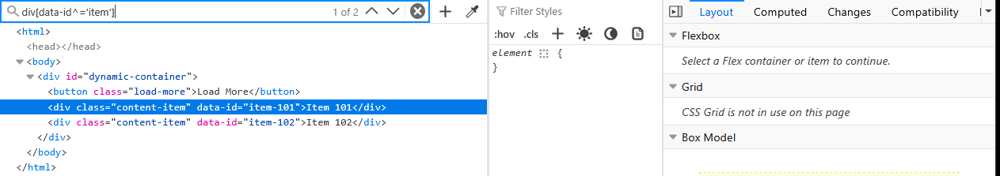 div[data-id^='item']
1 of 2
<html>
<head></head>
<body>
<div id="dynamic-container">
<button class="load-more">Load More</button>
<div class="content-item" data-id="item-101">Item 101</div>
<div class="content-item" data-id="item-102">Item 102</div>
</div>
</body>
</html>
Filter Styles
:hov .cls
element {
}
Layout Computed Changes Compatibility
Flexbox
Select a Flex container or item to continue.
Grid
CSS Grid is not in use on this page
Box Model